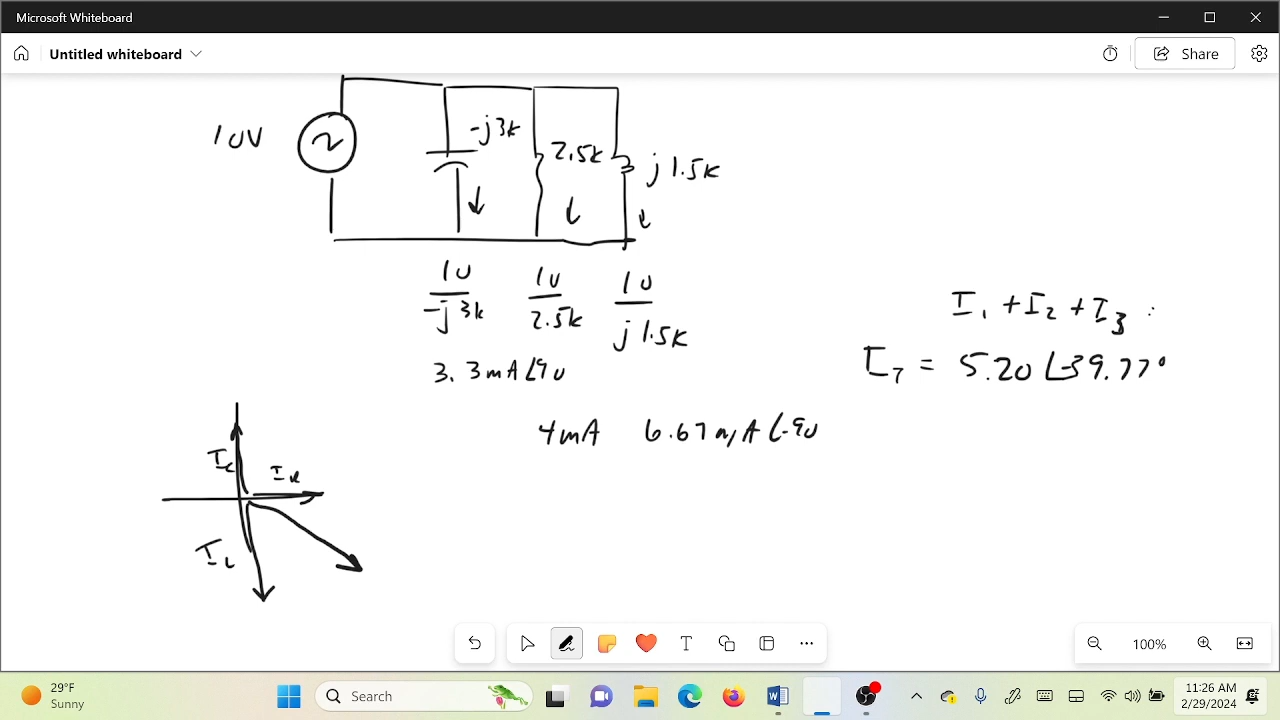 Microsoft Whiteboard
Untitled whiteboard
Share
10V
-j3k
2.5k
j1.5k
10
-j3k
10
2.5k
10
j1.5k
I1 + I2 + I3
IT = 5.20∠-39.77°
3.3mA∠90
4mA 6.67mA∠-90
IC
IR
IL
100%
29°F
Sunny
Search
11:26 AM
2/29/2024